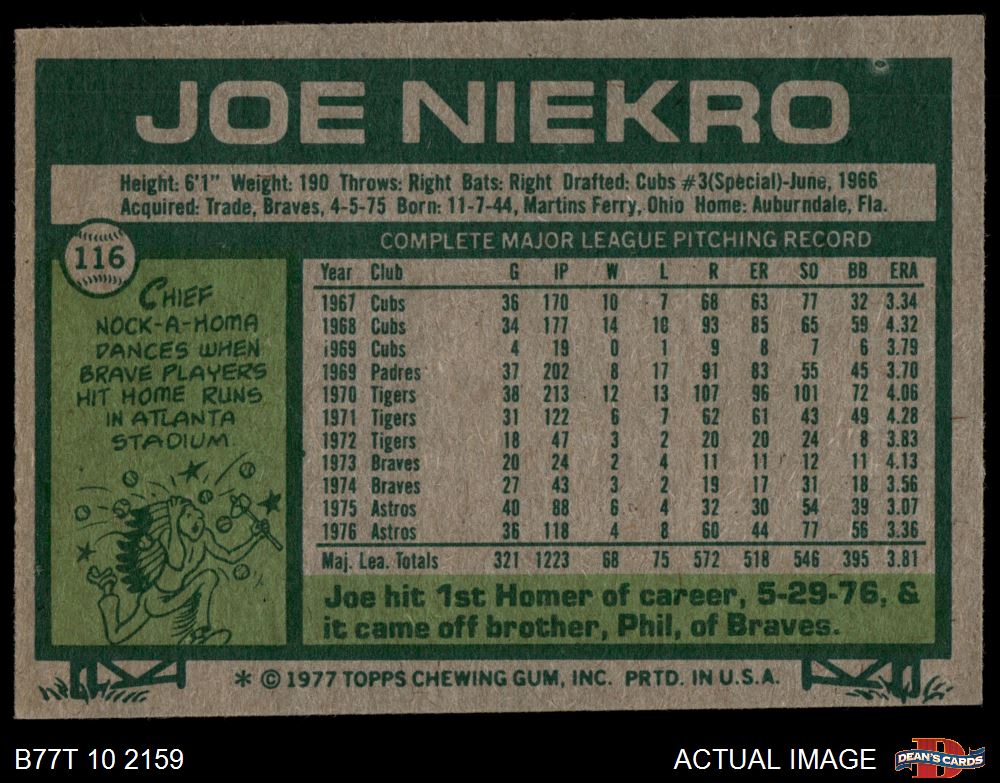 JOE NIEKRO
Height: 6'1" Weight: 190 Throws: Right Bats: Right Drafted: Cubs #3(Special)-June, 1966
Acquired: Trade, Braves, 4-5-75 Born: 11-7-44, Martins Ferry, Ohio Home: Auburndale, Fla.
116
CHIEF
NOCK-A-HOMA
DANCES WHEN
BRAVE PLAYERS
HIT HOME RUNS
IN ATLANTA
STADIUM
COMPLETE MAJOR LEAGUE PITCHING RECORD
Year Club G IP W L R ER SO BB ERA
1967 Cubs 36 170 10 7 68 63 77 32 3.34
1968 Cubs 34 177 14 10 93 85 65 59 4.32
1969 Cubs 4 19 0 1 9 8 7 6 3.79
1969 Padres 37 202 8 17 91 83 55 45 3.70
1970 Tigers 38 213 12 13 107 96 101 72 4.06
1971 Tigers 31 122 6 7 62 61 43 49 4.28
1972 Tigers 18 47 3 2 20 20 24 8 3.83
1973 Braves 20 24 2 4 11 11 12 11 4.13
1974 Braves 27 43 3 2 19 17 31 18 3.56
1975 Astros 40 88 6 4 32 30 54 39 3.07
1976 Astros 36 118 4 8 60 44 77 56 3.36
Maj. Lea. Totals 321 1223 68 75 572 518 546 395 3.81
Joe hit 1st Homer of career, 5-29-76, &
it came off brother, Phil, of Braves.
* © 1977 TOPPS CHEWING GUM, INC. PRTD. IN U.S.A.
B77T 10 2159
ACTUAL IMAGE
DEAN'S CARDS